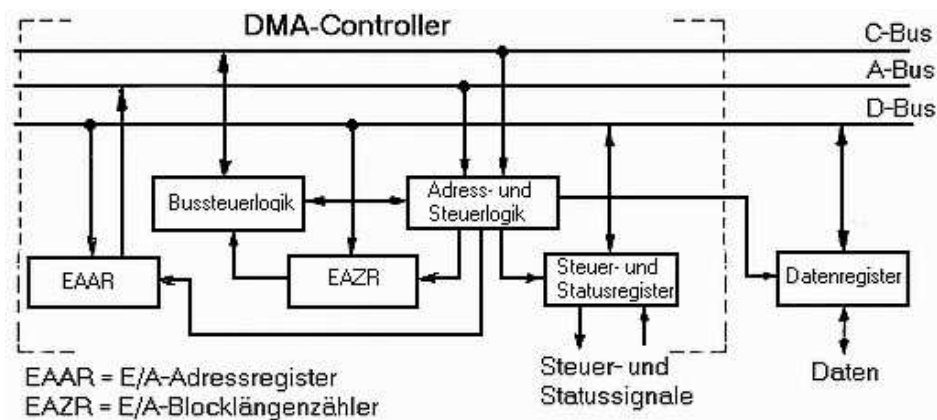 DMA-Controller
C-Bus
A-Bus
D-Bus
Bussteuerlogik
Adress- und
Steuerlogik
EAAR
EAZR
Steuer- und
Statusregister
Datenregister
Steuer- und
Statussignale
Daten
EAAR = E/A-Adressregister
EAZR = E/A-Blocklängenzähler